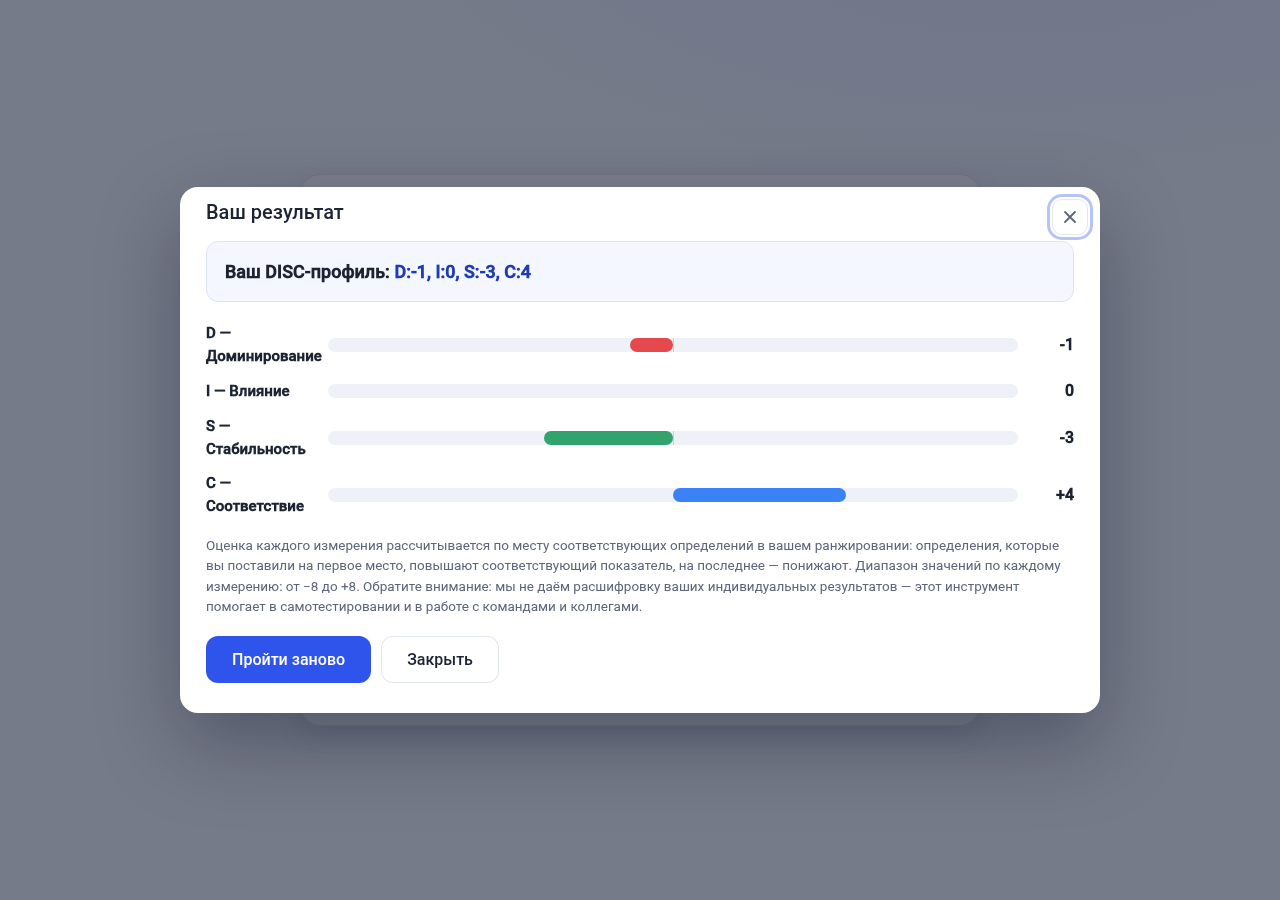 Ваш результат
Ваш DISC-профиль: D:-1, I:0, S:-3, C:4
D —
Доминирование
-1
I — Влияние
0
S —
Стабильность
-3
C —
Соответствие
+4
Оценка каждого измерения рассчитывается по месту соответствующих определений в вашем ранжировании: определения, которые
вы поставили на первое место, повышают соответствующий показатель, на последнее — понижают. Диапазон значений по каждому
измерению: от −8 до +8. Обратите внимание: мы не даём расшифровку ваших индивидуальных результатов — этот инструмент
помогает в самотестировании и в работе с командами и коллегами.
Пройти заново
Закрыть